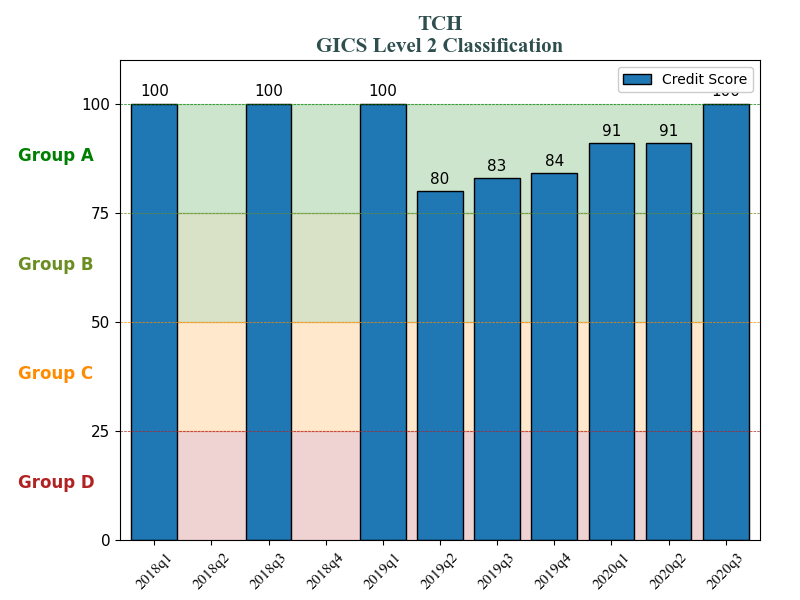 TCH
GICS Level 2 Classification
Credit Score
100
100
100
80
83
84
91
91
100
100
Group A
75
Group B
50
Group C
25
Group D
0
2018q1
2018q2
2018q3
2018q4
2019q1
2019q2
2019q3
2019q4
2020q1
2020q2
2020q3